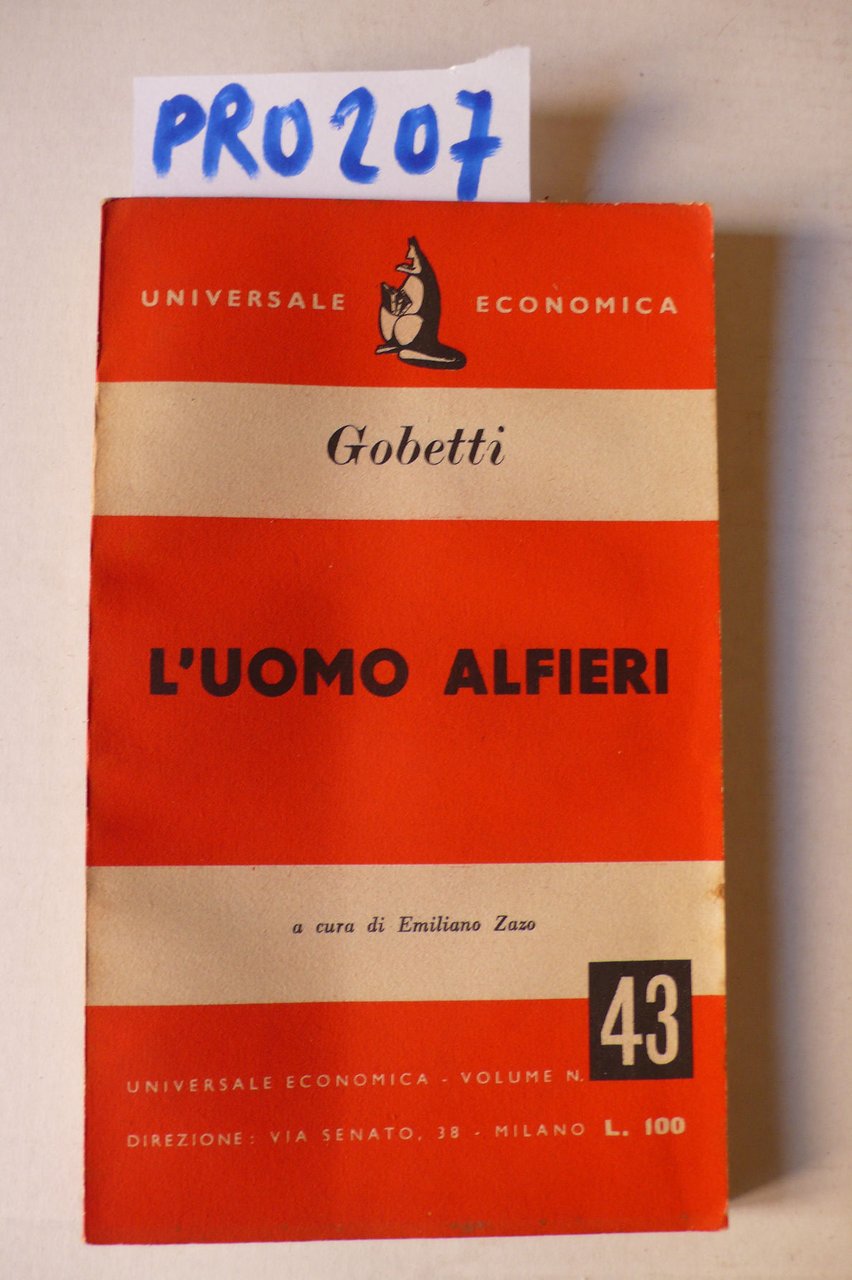 PRO207
UNIVERSALE ECONOMICA
Gobetti
L'UOMO ALFIERI
a cura di Emiliano Zazo
43
UNIVERSALE ECONOMICA - VOLUME N.
DIREZIONE: VIA SENATO, 38 - MILANO L. 100